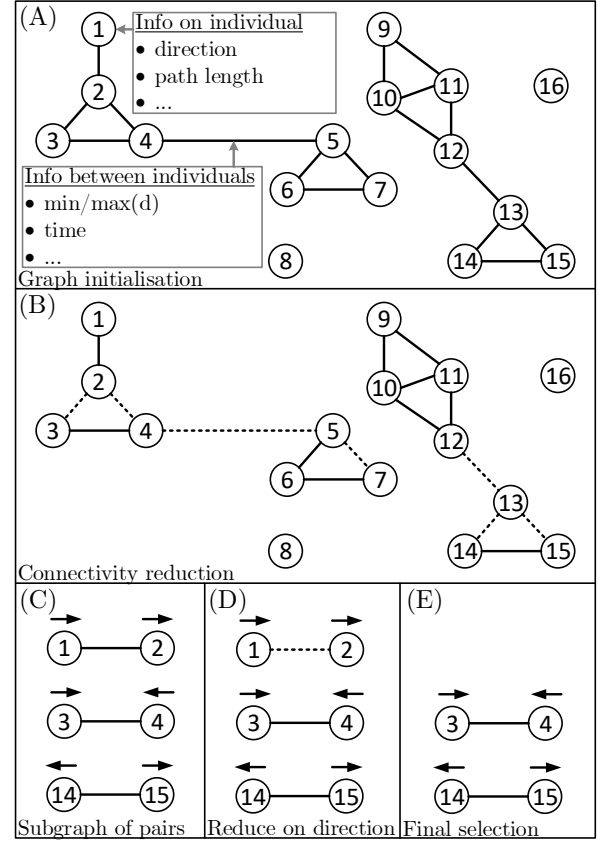 (A)
1
Info on individual
● direction
● path length
● ...
2
3
4
5
6
7
Info between individuals
● min/max(d)
● time
● ...
8
9
10
11
12
13
14
15
16
Graph initialisation
(B)
1
2
3
4
5
6
7
8
9
10
11
12
13
14
15
16
Connectivity reduction
(C)
1 2
3 4
14 15
Subgraph of pairs
(D)
1 2
3 4
14 15
Reduce on direction
(E)
3 4
14 15
Final selection